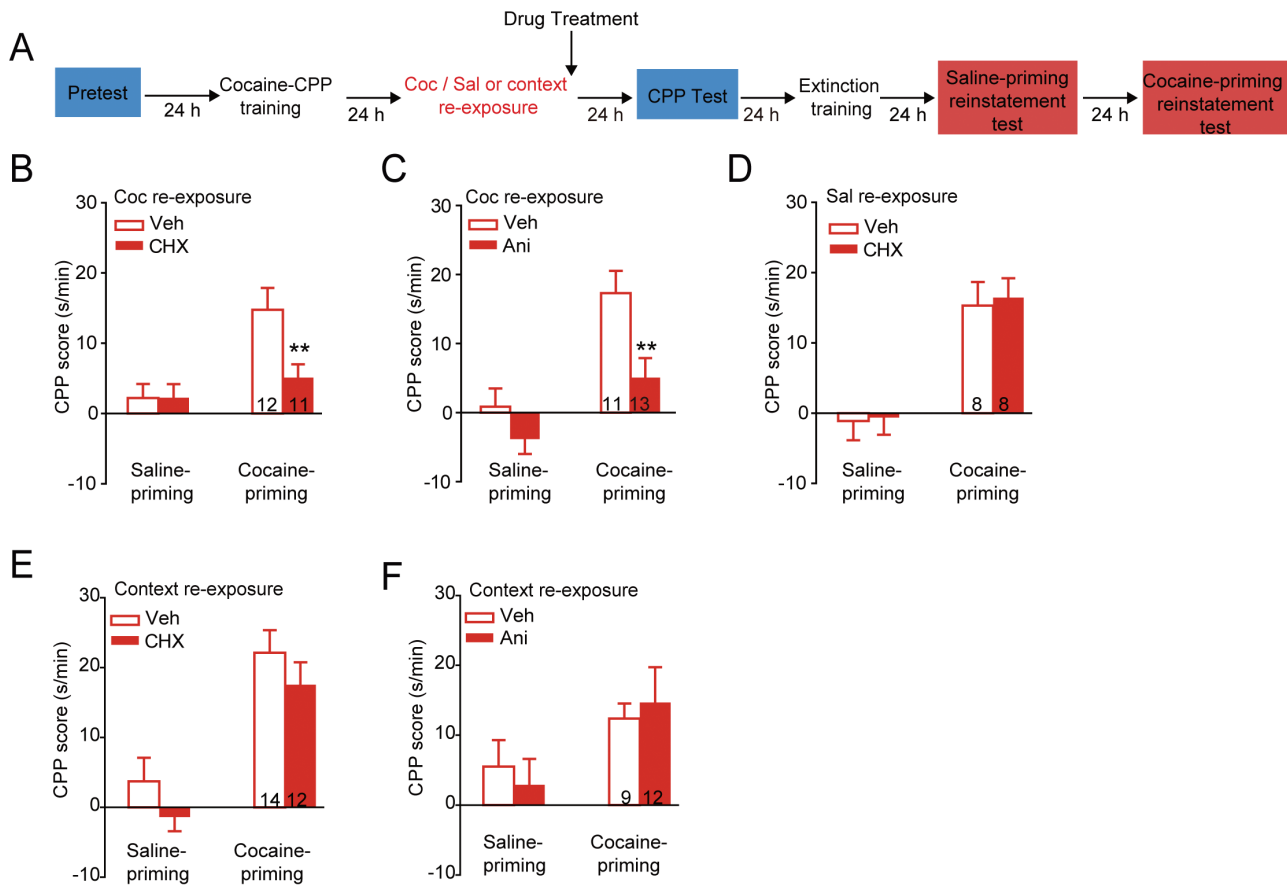 A
Drug Treatment
Pretest
24 h
Cocaine-CPP
training
24 h
Coc / Sal or context
re-exposure
24 h
CPP Test
24 h
Extinction
training
24 h
Saline-priming
reinstatement
test
24 h
Cocaine-priming
reinstatement
test
B
Coc re-exposure
Veh
CHX
CPP score (s/min)
30
20
10
0
-10
**
12
11
Saline-
priming
Cocaine-
priming
C
Coc re-exposure
Veh
Ani
CPP score (s/min)
30
20
10
0
-10
**
11
13
Saline-
priming
Cocaine-
priming
D
Sal re-exposure
Veh
CHX
CPP score (s/min)
30
20
10
0
-10
8
8
Saline-
priming
Cocaine-
priming
E
Context re-exposure
Veh
CHX
CPP score (s/min)
30
20
10
0
-10
14
12
Saline-
priming
Cocaine-
priming
F
Context re-exposure
Veh
Ani
CPP score (s/min)
30
20
10
0
-10
9
12
Saline-
priming
Cocaine-
priming